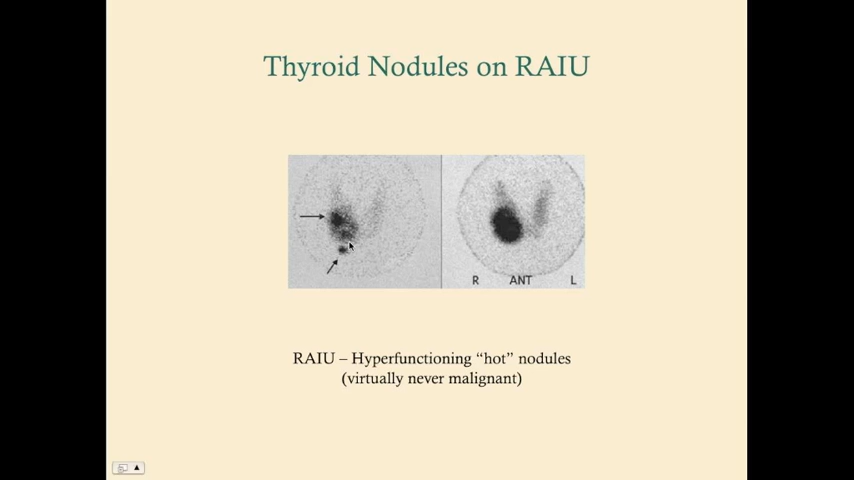 Thyroid Nodules on RAIU
R ANT L
RAIU – Hyperfunctioning “hot” nodules
(virtually never malignant)